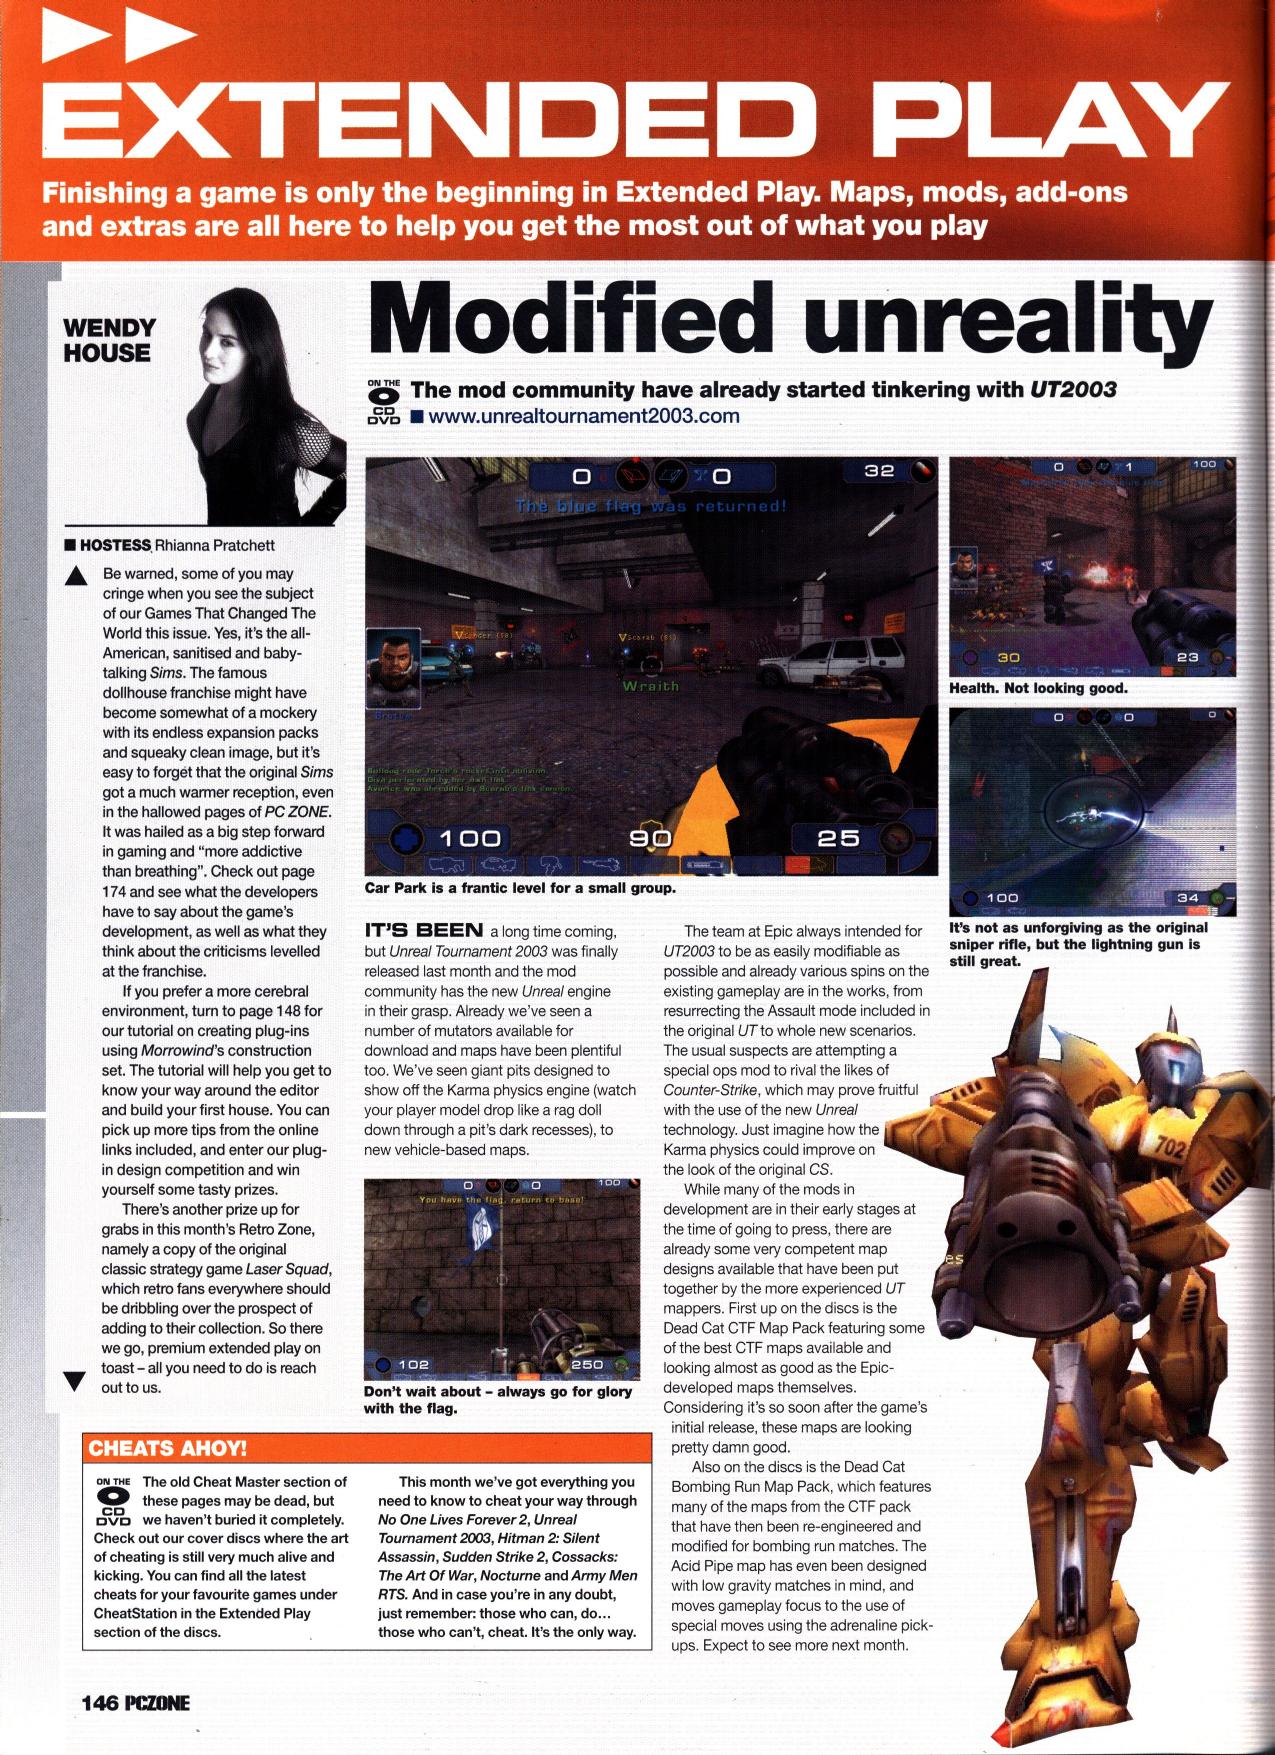 EXTENDED PLAY
Finishing a game is only the beginning in Extended Play. Maps, mods, add-ons
and extras are all here to help you get the most out of what you play
WENDY
HOUSE
■ HOSTESS Rhianna Pratchett
Be warned, some of you may
cringe when you see the subject
of our Games That Changed The
World this issue. Yes, it's the all-
American, sanitised and baby-
talking Sims. The famous
dollhouse franchise might have
become somewhat of a mockery
with its endless expansion packs
and squeaky clean image, but it's
easy to forget that the original Sims
got a much warmer reception, even
in the hallowed pages of PC ZONE.
It was hailed as a big step forward
in gaming and “more addictive
than breathing”. Check out page
174 and see what the developers
have to say about the game's
development, as well as what they
think about the criticisms levelled
at the franchise.
If you prefer a more cerebral
environment, turn to page 148 for
our tutorial on creating plug-ins
using Morrowind's construction
set. The tutorial will help you get to
know your way around the editor
and build your first house. You can
pick up more tips from the online
links included, and enter our plug-
in design competition and win
yourself some tasty prizes.
There's another prize up for
grabs in this month's Retro Zone,
namely a copy of the original
classic strategy game Laser Squad,
which retro fans everywhere should
be dribbling over the prospect of
adding to their collection. So there
we go, premium extended play on
toast – all you need to do is reach
out to us.
Modified unreality
ON THE
CD
DVD
The mod community have already started tinkering with UT2003
■ www.unrealtournament2003.com
0 0 32
The blue flag was returned!
Scarab
Wraith
Brutus
100 90 25
Car Park is a frantic level for a small group.
0 1 100
30 23
Health. Not looking good.
0 0 0
100 34
It's not as unforgiving as the original
sniper rifle, but the lightning gun is
still great.
IT'S BEEN a long time coming,
but Unreal Tournament 2003 was finally
released last month and the mod
community has the new Unreal engine
in their grasp. Already we've seen a
number of mutators available for
download and maps have been plentiful
too. We've seen giant pits designed to
show off the Karma physics engine (watch
your player model drop like a rag doll
down through a pit's dark recesses), to
new vehicle-based maps.
0 0 100
You have the flag, return to base!
102 250
Don't wait about – always go for glory
with the flag.
The team at Epic always intended for
UT2003 to be as easily modifiable as
possible and already various spins on the
existing gameplay are in the works, from
resurrecting the Assault mode included in
the original UT to whole new scenarios.
The usual suspects are attempting a
special ops mod to rival the likes of
Counter-Strike, which may prove fruitful
with the use of the new Unreal
technology. Just imagine how the
Karma physics could improve on
the look of the original CS.
While many of the mods in
development are in their early stages at
the time of going to press, there are
already some very competent map
designs available that have been put
together by the more experienced UT
mappers. First up on the discs is the
Dead Cat CTF Map Pack featuring some
of the best CTF maps available and
looking almost as good as the Epic-
developed maps themselves.
Considering it's so soon after the game's
initial release, these maps are looking
pretty damn good.
Also on the discs is the Dead Cat
Bombing Run Map Pack, which features
many of the maps from the CTF pack
that have then been re-engineered and
modified for bombing run matches. The
Acid Pipe map has even been designed
with low gravity matches in mind, and
moves gameplay focus to the use of
special moves using the adrenaline pick-
ups. Expect to see more next month.
702
es
CHEATS AHOY!
ON THE
CD
DVD
The old Cheat Master section of
these pages may be dead, but
we haven't buried it completely.
Check out our cover discs where the art
of cheating is still very much alive and
kicking. You can find all the latest
cheats for your favourite games under
CheatStation in the Extended Play
section of the discs.
This month we've got everything you
need to know to cheat your way through
No One Lives Forever 2, Unreal
Tournament 2003, Hitman 2: Silent
Assassin, Sudden Strike 2, Cossacks:
The Art Of War, Nocturne and Army Men
RTS. And in case you're in any doubt,
just remember: those who can, do…
those who can't, cheat. It's the only way.
146 PCZONE